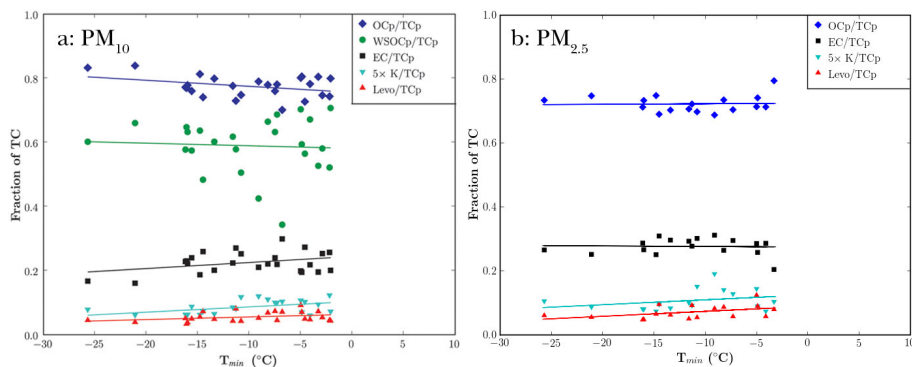 a: PM10
OCp/TCp
WSOCp/TCp
EC/TCp
5× K/TCp
Levo/TCp
Fraction of TC
1.0
0.8
0.6
0.4
0.2
0.0
−30 −25 −20 −15 −10 −5 0 5 10
Tmin (°C)
b: PM2.5
OCp/TCp
EC/TCp
5× K/TCp
Levo/TCp
Fraction of TC
1.0
0.8
0.6
0.4
0.2
0.0
−30 −25 −20 −15 −10 −5 0 5 10
Tmin (°C)